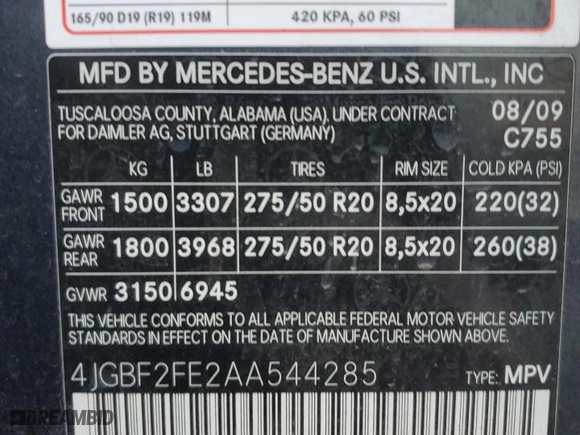 165/90 D19 (R19) 119M 420 KPA, 60 PSI
MFD BY MERCEDES-BENZ U.S. INTL., INC
TUSCALOOSA COUNTY, ALABAMA (USA). UNDER CONTRACT 08/09
FOR DAIMLER AG, STUTTGART (GERMANY) C755
KG LB TIRES RIM SIZE COLD KPA (PSI)
GAWR FRONT 1500 3307 275/50 R20 8,5x20 220(32)
GAWR REAR 1800 3968 275/50 R20 8,5x20 260(38)
GVWR 3150 6945
THIS VEHICLE CONFORMS TO ALL APPLICABLE FEDERAL MOTOR VEHICLE SAFETY
STANDARDS IN EFFECT ON THE DATE OF MANUFACTURE SHOWN ABOVE.
4JGBF2FE2AA544285 TYPE: MPV
DREAMBID